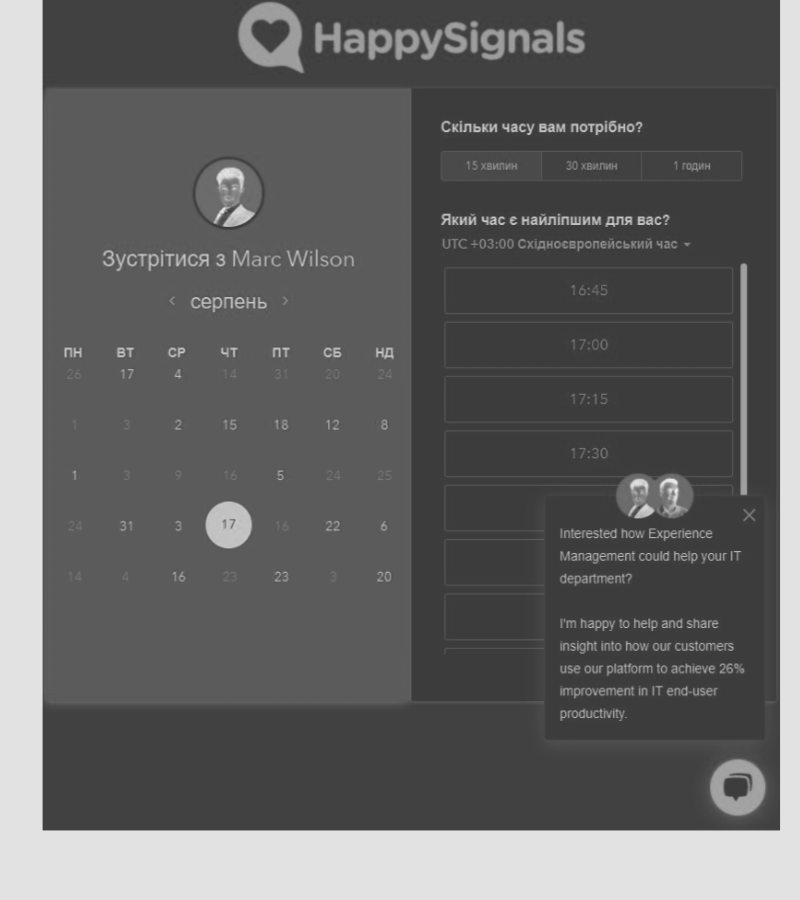 HappySignals
Зустрітися з Marc Wilson
серпень
ПН ВТ СР ЧТ ПТ СБ НД
26 17 4 14 31 20 24
1 3 2 15 18 12 8
1 3 9 16 5 24 25
24 31 3 17 16 22 6
14 4 16 23 23 3 20
Скільки часу вам потрібно?
15 хвилин 30 хвилин 1 годин
Який час є найліпшим для вас?
UTC +03:00 Східноєвропейський час
16:45
17:00
17:15
17:30
Interested how Experience
Management could help your IT
department?
I'm happy to help and share
insight into how our customers
use our platform to achieve 26%
improvement in IT end-user
productivity.